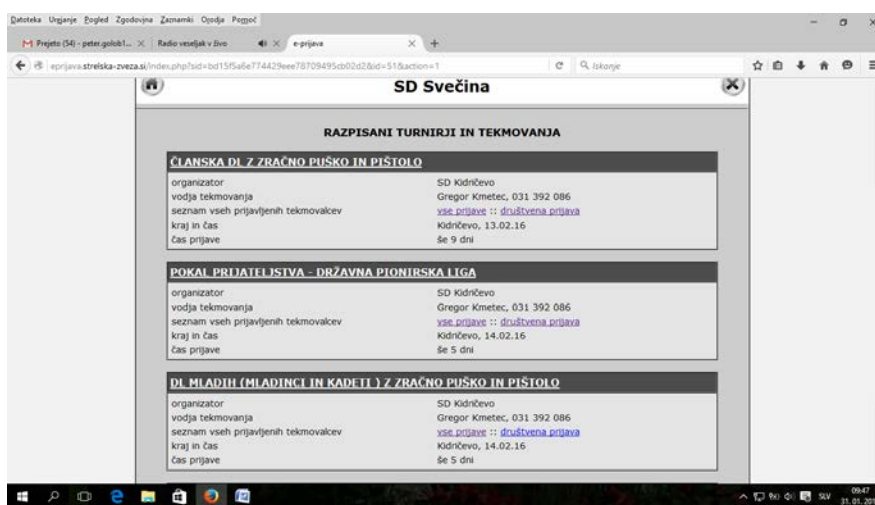 Datoteka Urejanje Pogled Zgodovina Zaznamki Orodja Pomoč
Prejeto (54) - peter.golob1... Radio veseljak v živo e-prijava
eprijava.strelska-zveza.si/index.php?sid=bd15f5a6e774429eee78709495cb02d2&id=51&action=1 Iskanje
SD Svečina
RAZPISANI TURNIRJI IN TEKMOVANJA
ČLANSKA DL Z ZRAČNO PUŠKO IN PIŠTOLO
organizator SD Kidričevo
vodja tekmovanja Gregor Kmetec, 031 392 086
seznam vseh prijavljenih tekmovalcev vse prijave :: društvena prijava
kraj in čas Kidričevo, 13.02.16
čas prijave še 9 dni
POKAL PRIJATELJSTVA - DRŽAVNA PIONIRSKA LIGA
organizator SD Kidričevo
vodja tekmovanja Gregor Kmetec, 031 392 086
seznam vseh prijavljenih tekmovalcev vse prijave :: društvena prijava
kraj in čas Kidričevo, 14.02.16
čas prijave še 5 dni
DL MLADIH (MLADINCI IN KADETI ) Z ZRAČNO PUŠKO IN PIŠTOLO
organizator SD Kidričevo
vodja tekmovanja Gregor Kmetec, 031 392 086
seznam vseh prijavljenih tekmovalcev vse prijave :: društvena prijava
kraj in čas Kidričevo, 14.02.16
čas prijave še 5 dni
SLV 09:47
31. 01. 201